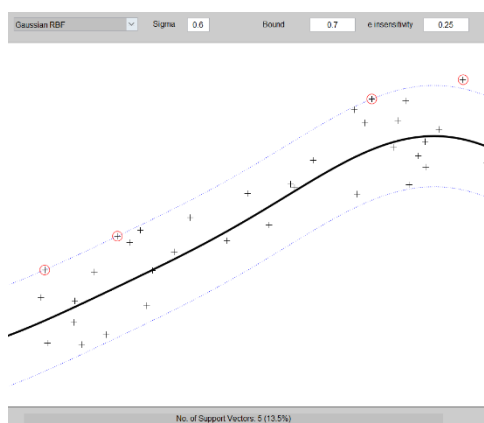 Gaussian RBF Sigma 0.6 Bound 0.7 e insensitivity 0.25
No. of Support Vectors: 5 (13.5%)